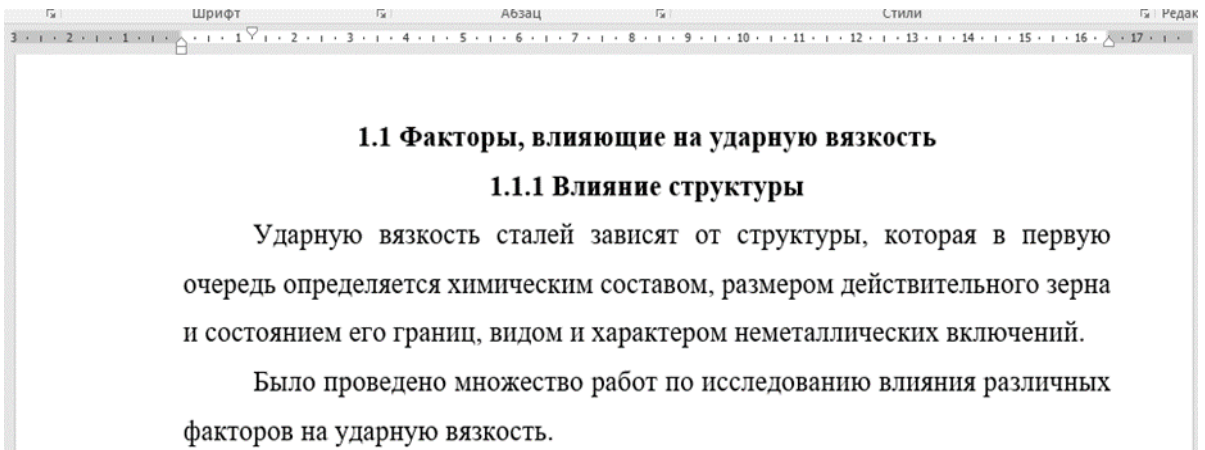 Шрифт Абзац Стили Редак
3 2 1 1 2 3 4 5 6 7 8 9 10 11 12 13 14 15 16 17
1.1 Факторы, влияющие на ударную вязкость
1.1.1 Влияние структуры
Ударную вязкость сталей зависят от структуры, которая в первую
очередь определяется химическим составом, размером действительного зерна
и состоянием его границ, видом и характером неметаллических включений.
Было проведено множество работ по исследованию влияния различных
факторов на ударную вязкость.